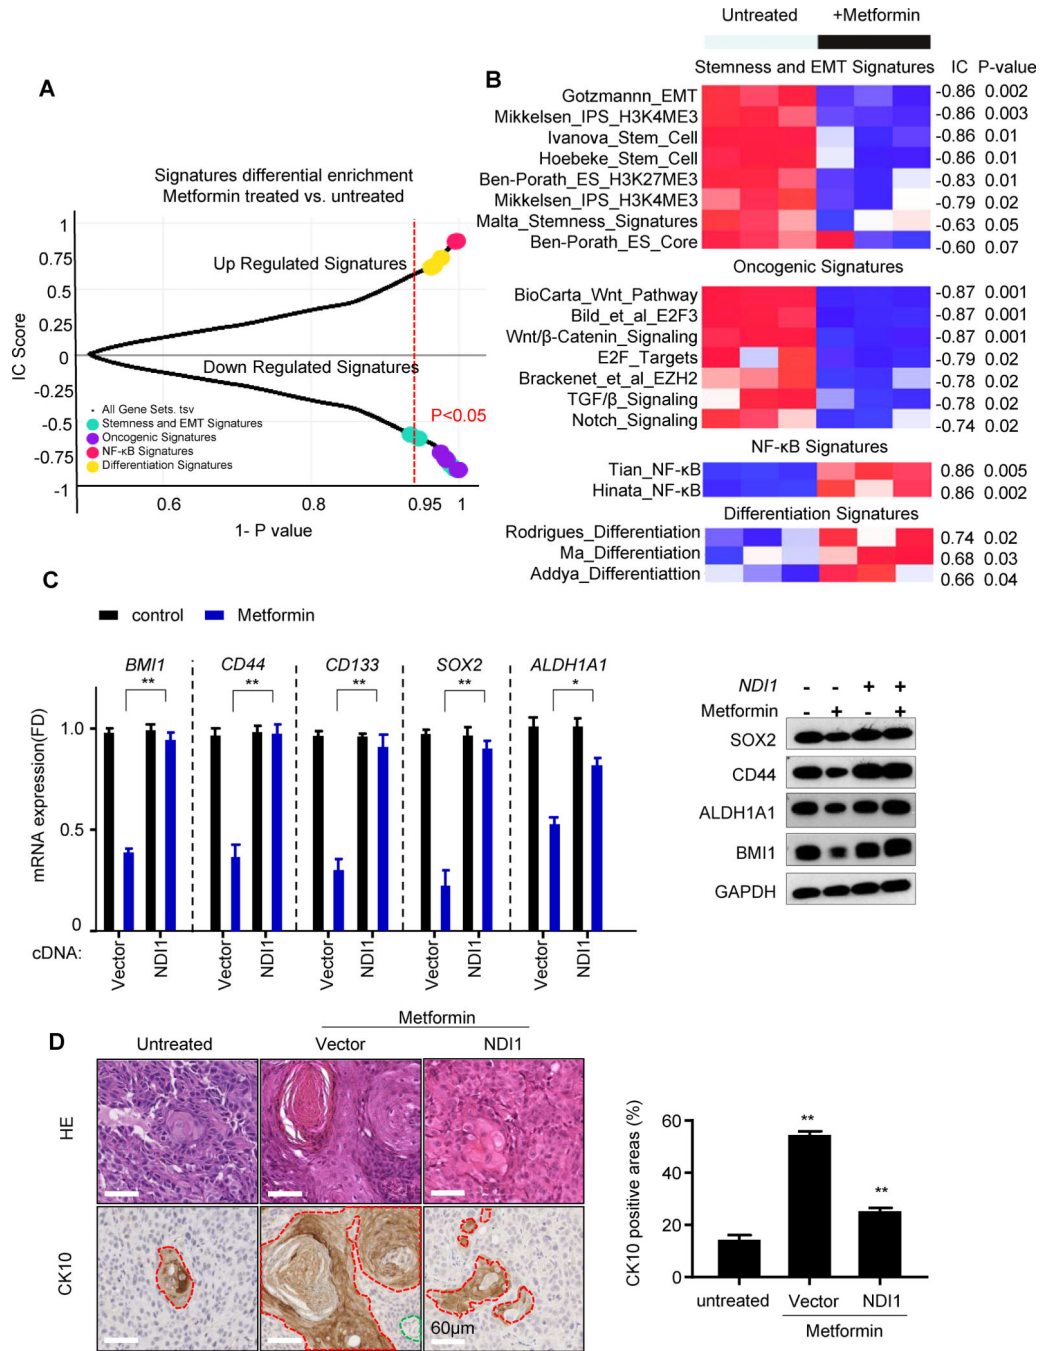 Untreated +Metformin
A
B
Stemness and EMT Signatures IC P-value
Gotzmannn_EMT -0.86 0.002
Mikkelsen_IPS_H3K4ME3 -0.86 0.003
Ivanova_Stem_Cell -0.86 0.01
Hoebeke_Stem_Cell -0.86 0.01
Ben-Porath_ES_H3K27ME3 -0.83 0.01
Mikkelsen_IPS_H3K4ME3 -0.79 0.02
Malta_Stemness_Signatures -0.63 0.05
Ben-Porath_ES_Core -0.60 0.07
Oncogenic Signatures
BioCarta_Wnt_Pathway -0.87 0.001
Bild_et_al_E2F3 -0.87 0.001
Wnt/β-Catenin_Signaling -0.87 0.001
E2F_Targets -0.79 0.02
Brackenet_et_al_EZH2 -0.78 0.02
TGF/β_Signaling -0.78 0.02
Notch_Signaling -0.74 0.02
NF-κB Signatures
Tian_NF-κB 0.86 0.005
Hinata_NF-κB 0.86 0.002
Differentiation Signatures
Rodrigues_Differentiation 0.74 0.02
Ma_Differentiation 0.68 0.03
Addya_Differentiattion 0.66 0.04
Signatures differential enrichment
Metformin treated vs. untreated
IC Score
1
0.75
0.5
0.25
0
-0.25
-0.5
-0.75
-1
Up Regulated Signatures
Down Regulated Signatures
P<0.05
All Gene Sets. tsv
Stemness and EMT Signatures
Oncogenic Signatures
NF-κB Signatures
Differentiation Signatures
0.6 0.8 0.95 1
1- P value
C
control Metformin
BMI1 CD44 CD133 SOX2 ALDH1A1
** ** ** ** *
mRNA expression(FD)
1.0
0.5
0
cDNA: Vector NDI1 Vector NDI1 Vector NDI1 Vector NDI1 Vector NDI1
NDI1 - - + +
Metformin - + - +
SOX2
CD44
ALDH1A1
BMI1
GAPDH
D
Metformin
Untreated Vector NDI1
HE
CK10
60μm
CK10 positive areas (%)
60
40
20
0
**
**
untreated Vector NDI1
Metformin